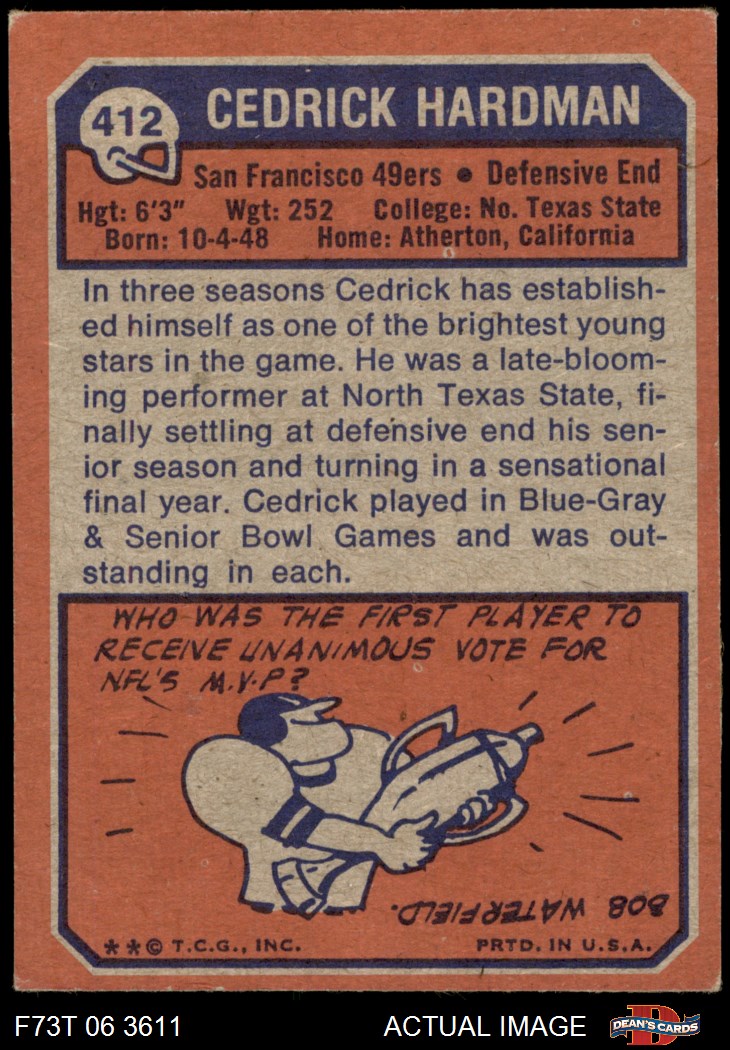 412
CEDRICK HARDMAN
San Francisco 49ers • Defensive End
Hgt: 6'3" Wgt: 252 College: No. Texas State
Born: 10-4-48 Home: Atherton, California
In three seasons Cedrick has establish-
ed himself as one of the brightest young
stars in the game. He was a late-bloom-
ing performer at North Texas State, fi-
nally settling at defensive end his sen-
ior season and turning in a sensational
final year. Cedrick played in Blue-Gray
& Senior Bowl Games and was out-
standing in each.
WHO WAS THE FIRST PLAYER TO
RECEIVE UNANIMOUS VOTE FOR
NFL'S M.V.P?
BOB WATERFIELD.
**© T.C.G., INC. PRTD. IN U.S.A.
F73T 06 3611 ACTUAL IMAGE
D
DEAN'S CARDS